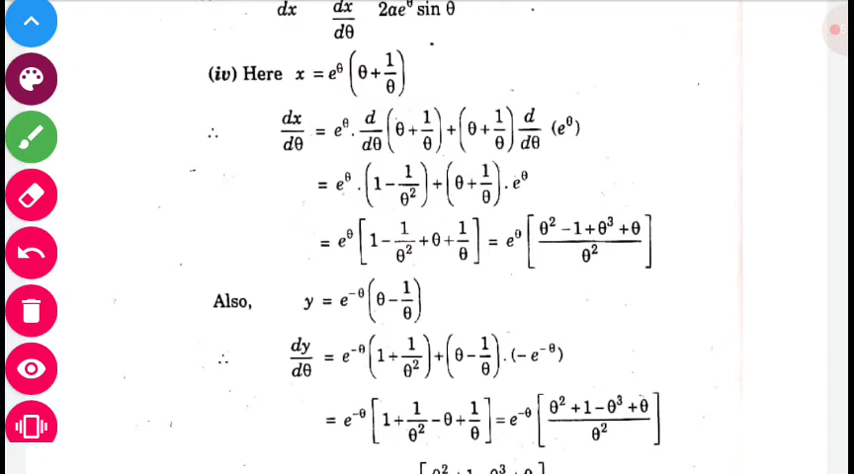 dx dx/dθ 2ae^θ sin θ
(iv) Here x = e^θ (θ + 1/θ)
∴ dx/dθ = e^θ . d/dθ (θ + 1/θ) + (θ + 1/θ) d/dθ (e^θ)
= e^θ . (1 − 1/θ²) + (θ + 1/θ) . e^θ
= e^θ [1 − 1/θ² + θ + 1/θ] = e^θ [(θ² − 1 + θ³ + θ)/θ²]
Also, y = e^−θ (θ − 1/θ)
∴ dy/dθ = e^−θ (1 + 1/θ²) + (θ − 1/θ) . (− e^−θ)
= e^−θ [1 + 1/θ² − θ + 1/θ] = e^−θ [(θ² + 1 − θ³ + θ)/θ²]